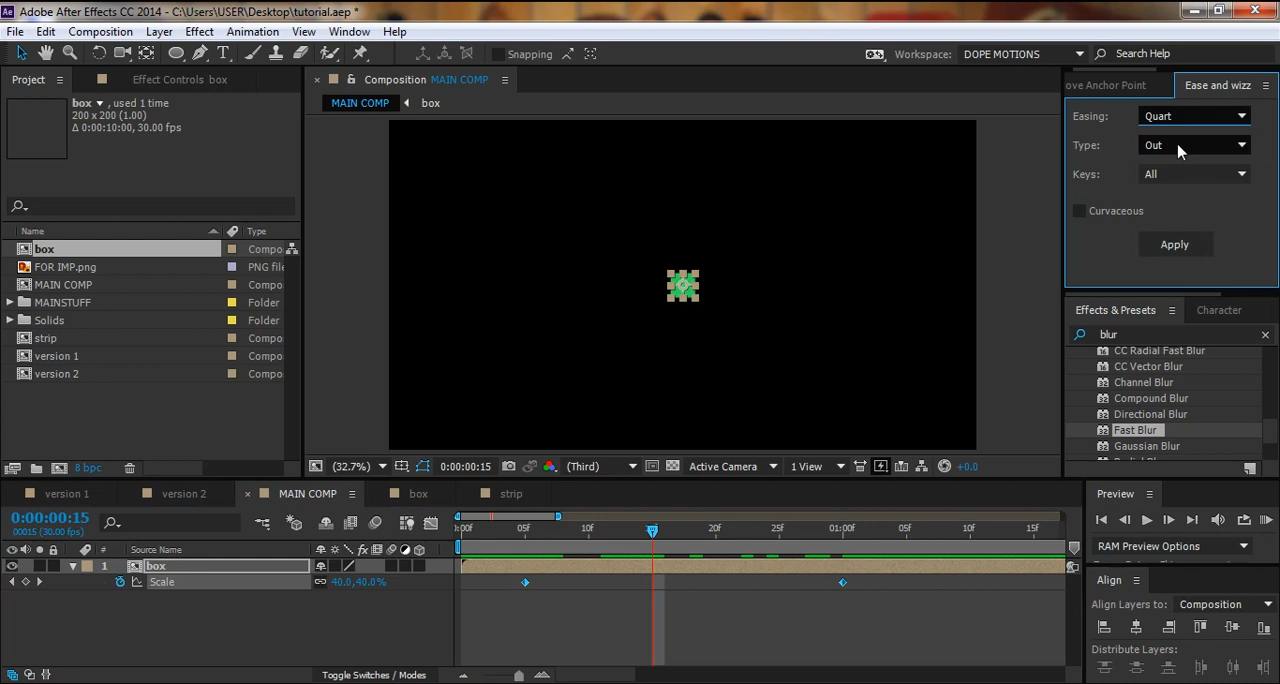 Adobe After Effects CC 2014 - C:\Users\USER\Desktop\tutorial.aep *
File Edit Composition Layer Effect Animation View Window Help
Snapping Workspace: DOPE MOTIONS Search Help
Project Effect Controls box Composition MAIN COMP ove Anchor Point Ease and wizz
box , used 1 time
200 x 200 (1.00)
Δ 0:00:10:00, 30.00 fps
MAIN COMP box
Easing: Quart
Type: Out
Keys: All
Curvaceous
Apply
Name Type
box Compo
FOR IMP.png PNG file
MAIN COMP Compo
MAINSTUFF Folder
Solids Folder
strip Compo
version 1 Compo
version 2 Compo
Effects & Presets Character
blur
CC Radial Fast Blur
CC Vector Blur
Channel Blur
Compound Blur
Directional Blur
Fast Blur
Gaussian Blur
8 bpc (32.7%) 0:00:00:15 (Third) Active Camera 1 View +0.0
version 1 version 2 MAIN COMP box strip Preview
0:00:00:15
00015 (30.00 fps)
:00f 05f 10f 20f 01:00f 05f 10f 15f
# Source Name
1 box
Scale 40.0,40.0%
RAM Preview Options
Align
Align Layers to: Composition
Distribute Layers:
Toggle Switches / Modes